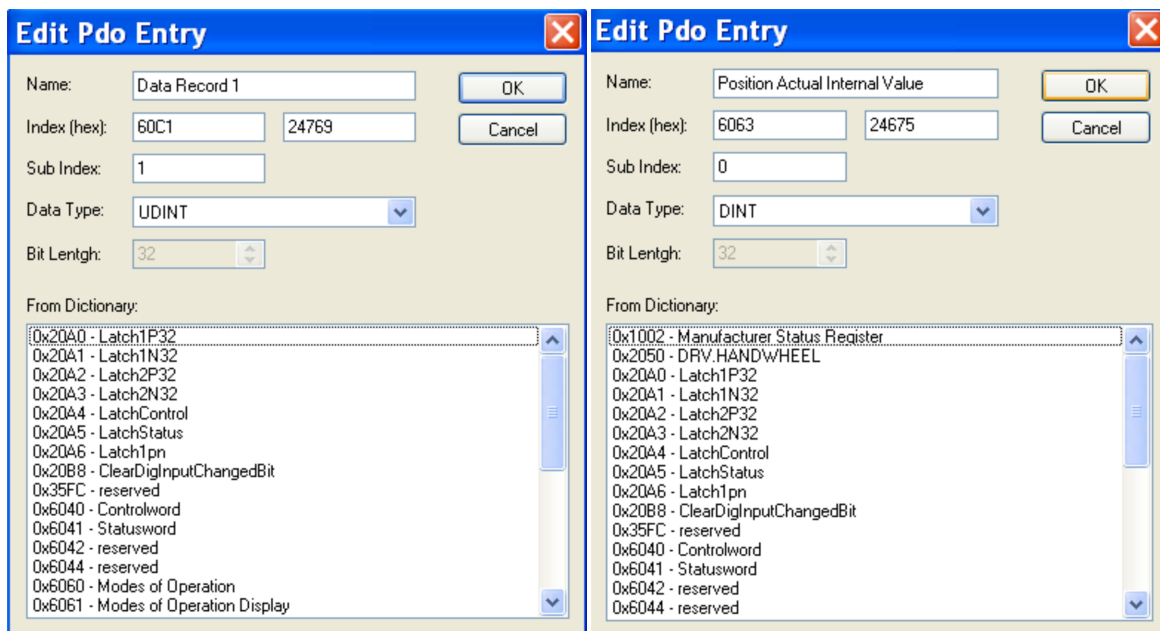 Edit Pdo Entry
Name: Data Record 1 OK
Index (hex): 60C1 24769 Cancel
Sub Index: 1
Data Type: UDINT
Bit Lentgh: 32
From Dictionary:
0x20A0 - Latch1P32
0x20A1 - Latch1N32
0x20A2 - Latch2P32
0x20A3 - Latch2N32
0x20A4 - LatchControl
0x20A5 - LatchStatus
0x20A6 - Latch1pn
0x20B8 - ClearDigInputChangedBit
0x35FC - reserved
0x6040 - Controlword
0x6041 - Statusword
0x6042 - reserved
0x6044 - reserved
0x6060 - Modes of Operation
0x6061 - Modes of Operation Display
Edit Pdo Entry
Name: Position Actual Internal Value OK
Index (hex): 6063 24675 Cancel
Sub Index: 0
Data Type: DINT
Bit Lentgh: 32
From Dictionary:
0x1002 - Manufacturer Status Register
0x2050 - DRV.HANDWHEEL
0x20A0 - Latch1P32
0x20A1 - Latch1N32
0x20A2 - Latch2P32
0x20A3 - Latch2N32
0x20A4 - LatchControl
0x20A5 - LatchStatus
0x20A6 - Latch1pn
0x20B8 - ClearDigInputChangedBit
0x35FC - reserved
0x6040 - Controlword
0x6041 - Statusword
0x6042 - reserved
0x6044 - reserved